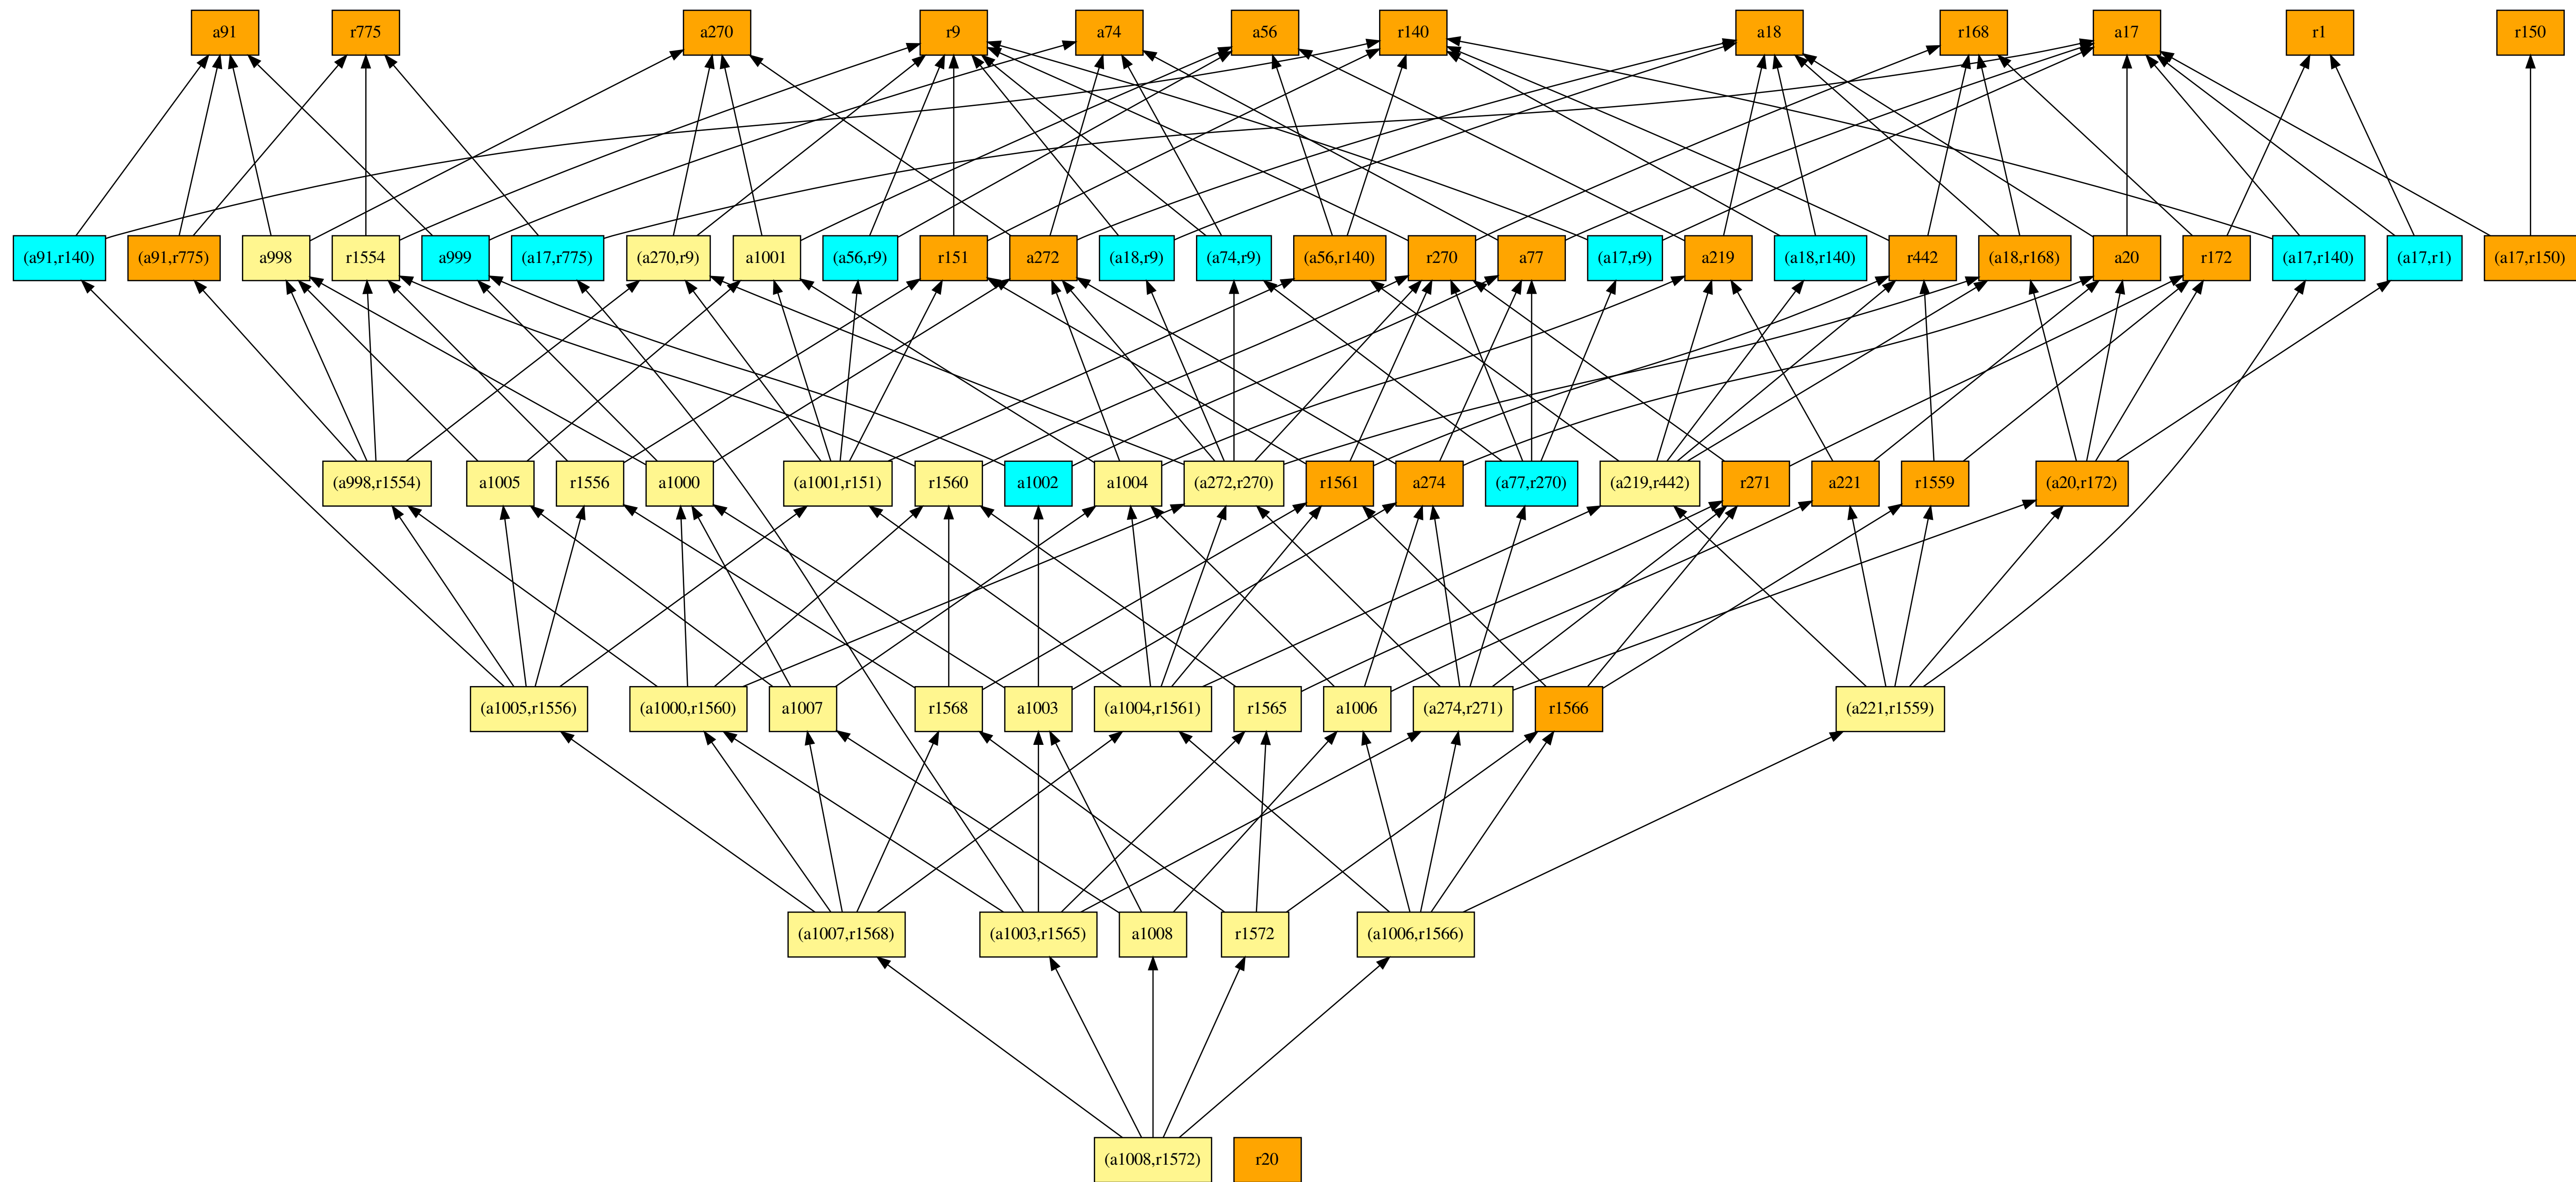 a91 r775 a270 r9 a74 a56 r140 a18 r168 a17 r1 r150
(a91,r140) (a91,r775) a998 r1554 a999 (a17,r775) (a270,r9) a1001 (a56,r9) r151 a272 (a18,r9) (a74,r9) (a56,r140) r270 a77 (a17,r9) a219 (a18,r140) r442 (a18,r168) a20 r172 (a17,r140) (a17,r1) (a17,r150)
(a998,r1554) a1005 r1556 a1000 (a1001,r151) r1560 a1002 a1004 (a272,r270) r1561 a274 (a77,r270) (a219,r442) r271 a221 r1559 (a20,r172)
(a1005,r1556) (a1000,r1560) a1007 r1568 a1003 (a1004,r1561) r1565 a1006 (a274,r271) r1566 (a221,r1559)
(a1007,r1568) (a1003,r1565) a1008 r1572 (a1006,r1566)
(a1008,r1572) r20